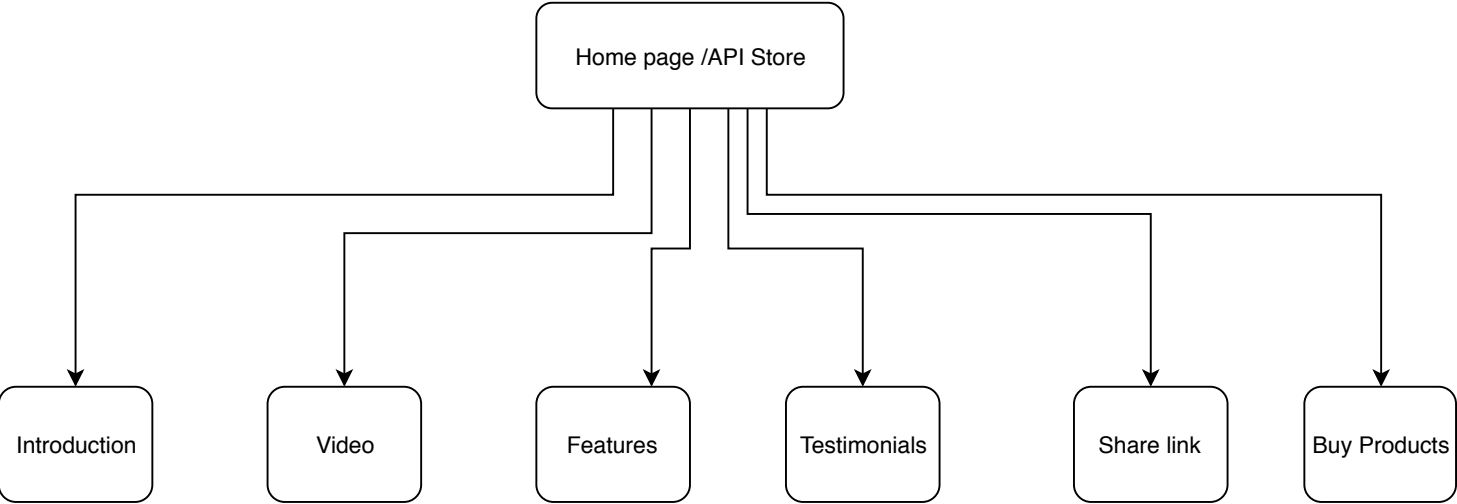 Home page /API Store
Introduction
Video
Features
Testimonials
Share link
Buy Products